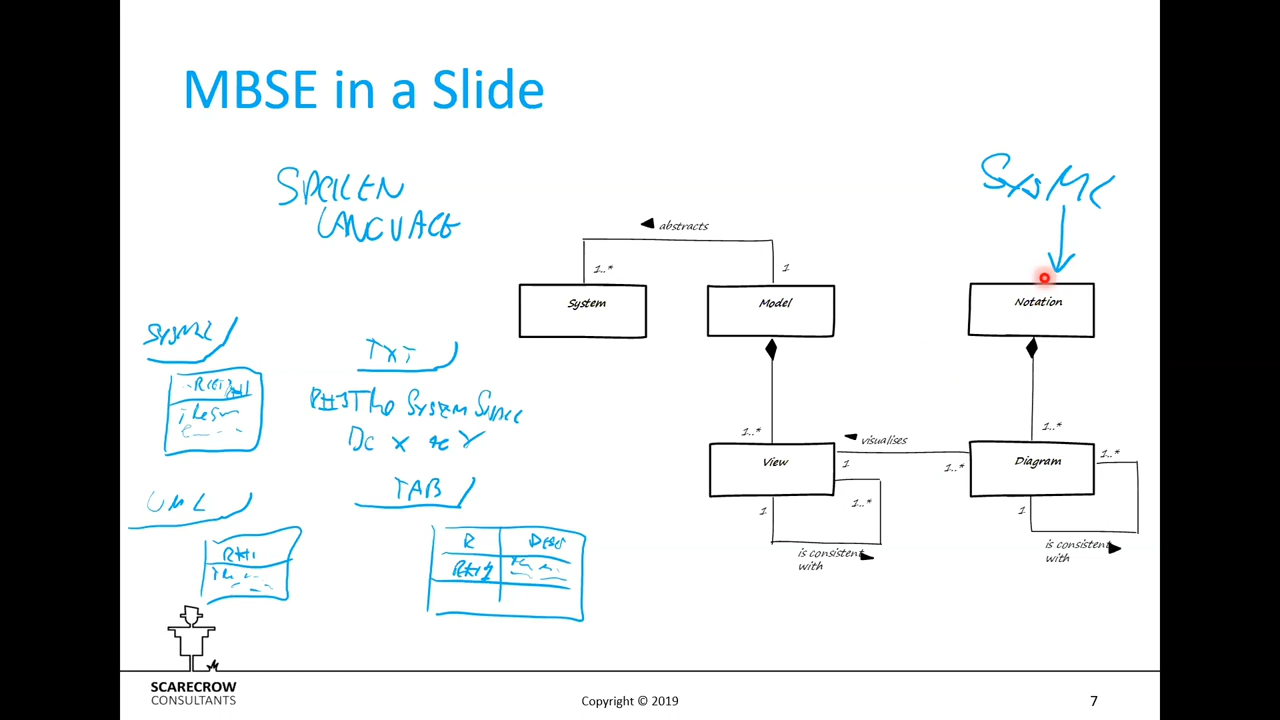 MBSE in a Slide
SPOKEN
LANGUAGE
SysML
abstracts
1..*
1
System
Model
Notation
SYSML
TXT
The System
X
Y
1..*
1..*
visualises
View
1
1..*
Diagram
1..*
1
1..*
1
is consistent
with
is consistent
with
UML
TAB
R
SCARECROW
CONSULTANTS
Copyright © 2019
7